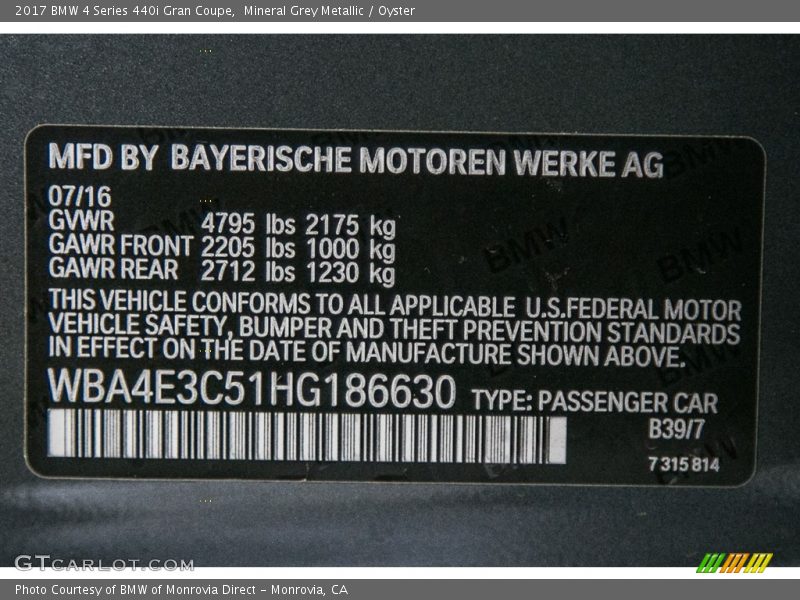 2017 BMW 4 Series 440i Gran Coupe, Mineral Grey Metallic / Oyster
MFD BY BAYERISCHE MOTOREN WERKE AG
07/16
GVWR 4795 lbs 2175 kg
GAWR FRONT 2205 lbs 1000 kg
GAWR REAR 2712 lbs 1230 kg
THIS VEHICLE CONFORMS TO ALL APPLICABLE U.S.FEDERAL MOTOR
VEHICLE SAFETY, BUMPER AND THEFT PREVENTION STANDARDS
IN EFFECT ON THE DATE OF MANUFACTURE SHOWN ABOVE.
WBA4E3C51HG186630 TYPE: PASSENGER CAR
B39/7
7 315 814
GTCARLOT.COM
Photo Courtesy of BMW of Monrovia Direct - Monrovia, CA